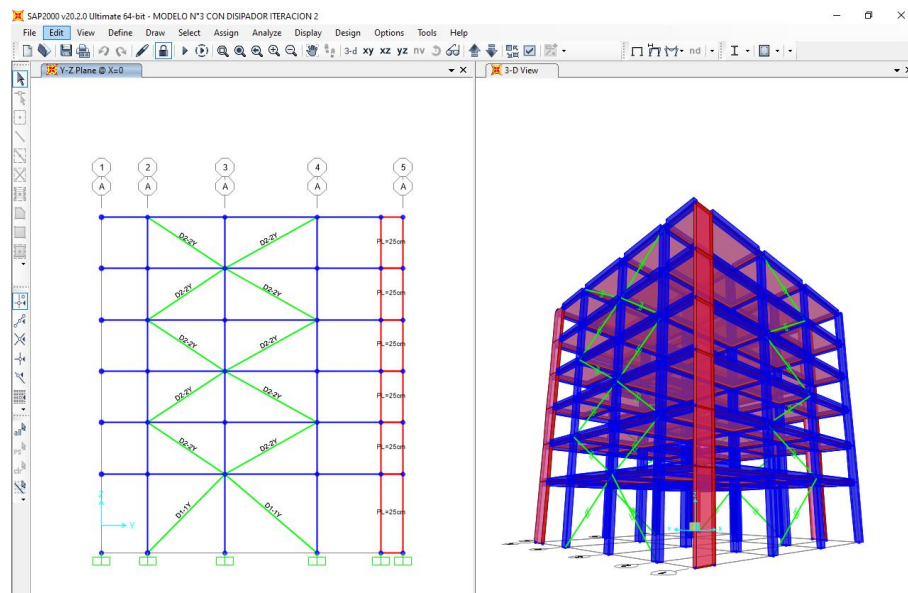 SAP2000 v20.2.0 Ultimate 64-bit - MODELO N°3 CON DISIPADOR ITERACION 2
File Edit View Define Draw Select Assign Analyze Display Design Options Tools Help
3-d xy xz yz nv nd
Y-Z Plane @ X=0
3-D View
1 2 3 4 5
A A A A A
D2-2Y D2-2Y PL=25cm
D2-2Y D2-2Y PL=25cm
D2-2Y D2-2Y PL=25cm
D2-2Y D2-2Y PL=25cm
D2-2Y D2-2Y PL=25cm
D1-1Y D1-1Y PL=25cm
Z
Y
Z
X